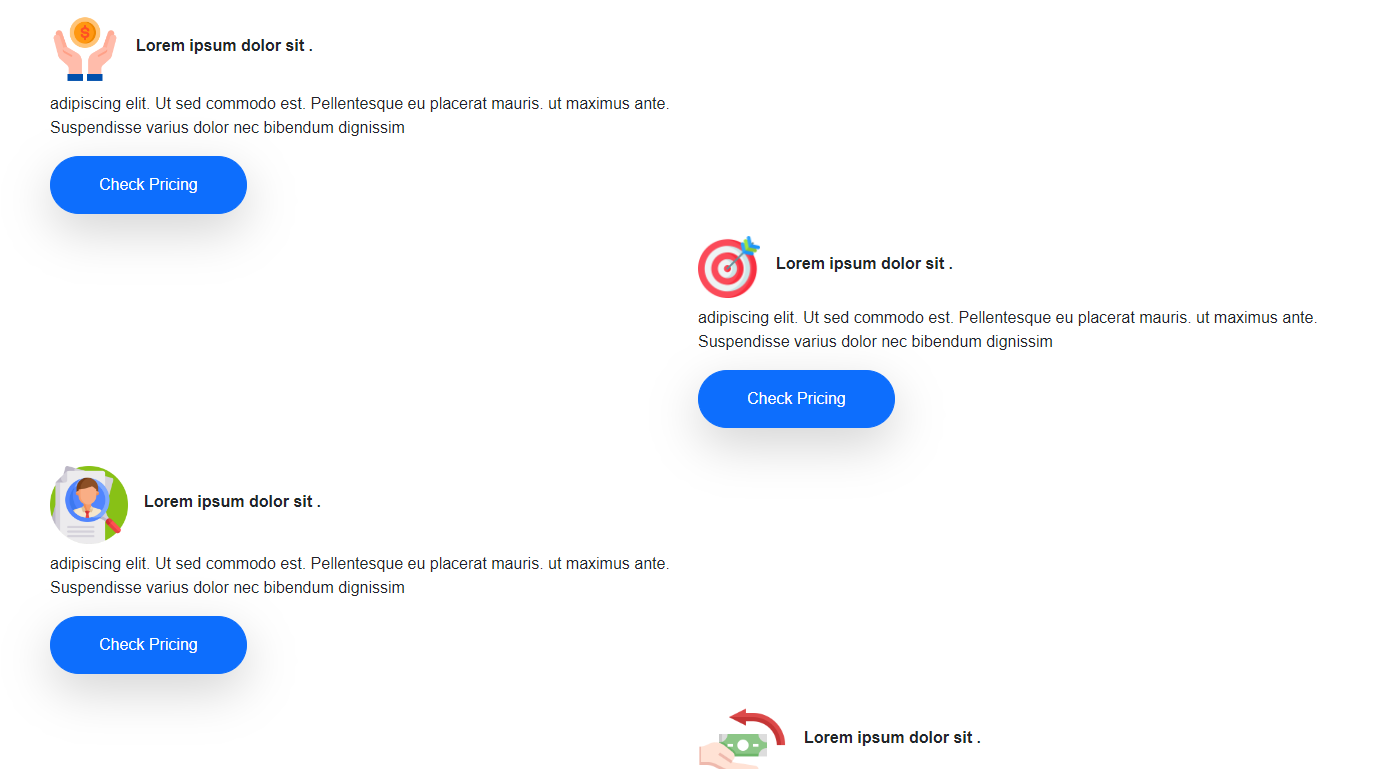 Lorem ipsum dolor sit .
adipiscing elit. Ut sed commodo est. Pellentesque eu placerat mauris. ut maximus ante.
Suspendisse varius dolor nec bibendum dignissim
Check Pricing
Lorem ipsum dolor sit .
adipiscing elit. Ut sed commodo est. Pellentesque eu placerat mauris. ut maximus ante.
Suspendisse varius dolor nec bibendum dignissim
Check Pricing
Lorem ipsum dolor sit .
adipiscing elit. Ut sed commodo est. Pellentesque eu placerat mauris. ut maximus ante.
Suspendisse varius dolor nec bibendum dignissim
Check Pricing
Lorem ipsum dolor sit .